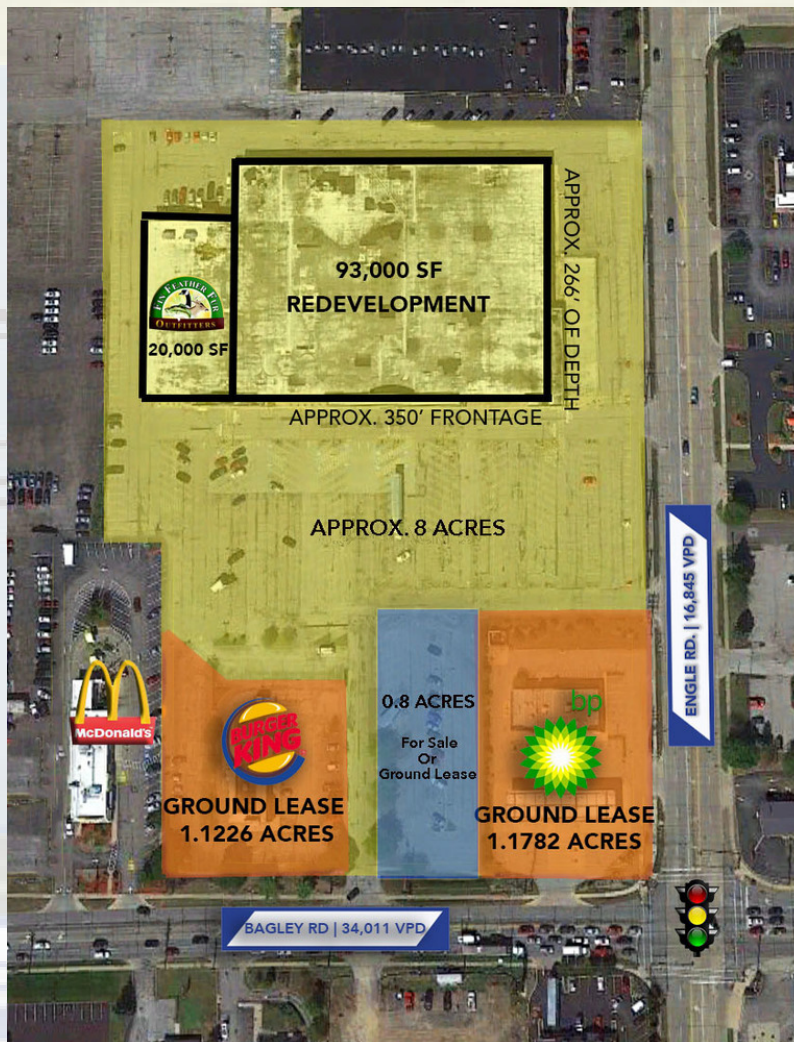 93,000 SF
REDEVELOPMENT
FIN FEATHER FUR
OUTFITTERS
20,000 SF
APPROX. 266' OF DEPTH
APPROX. 350' FRONTAGE
APPROX. 8 ACRES
ENGLE RD. | 16,845 VPD
McDonald's
BURGER
KING
GROUND LEASE
1.1226 ACRES
0.8 ACRES
For Sale
Or
Ground Lease
bp
GROUND LEASE
1.1782 ACRES
BAGLEY RD | 34,011 VPD